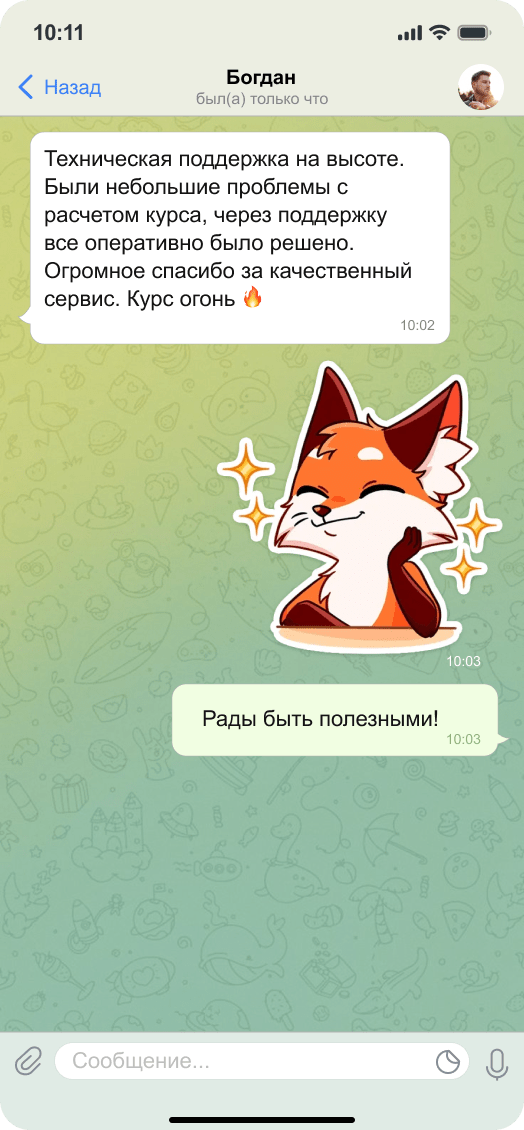 10:11
Назад
Богдан
был(а) только что
Техническая поддержка на высоте.
Были небольшие проблемы с
расчетом курса, через поддержку
все оперативно было решено.
Огромное спасибо за качественный
сервис. Курс огонь 🔥
10:02
10:03
Рады быть полезными!
10:03
Сообщение...